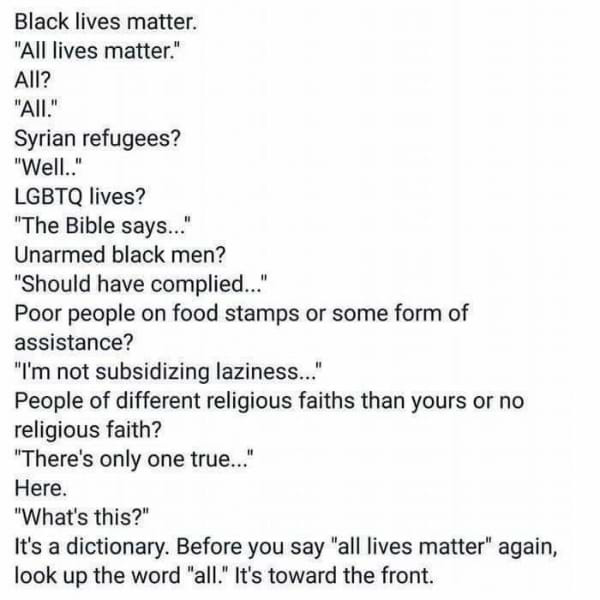 Black lives matter.
"All lives matter."
All?
"All."
Syrian refugees?
"Well.."
LGBTQ lives?
"The Bible says..."
Unarmed black men?
"Should have complied..."
Poor people on food stamps or some form of
assistance?
"I'm not subsidizing laziness..."
People of different religious faiths than yours or no
religious faith?
"There's only one true..."
Here.
"What's this?"
It's a dictionary. Before you say "all lives matter" again,
look up the word "all." It's toward the front.